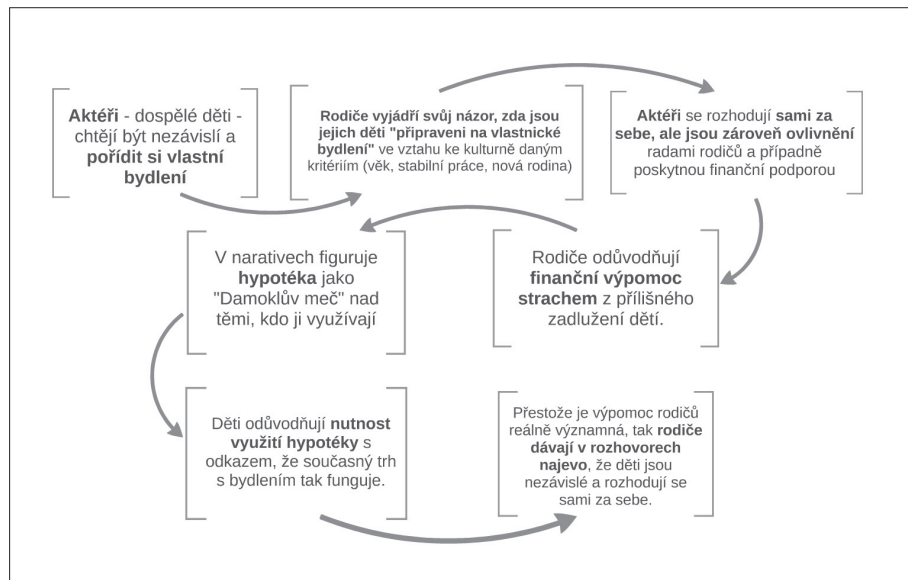 Aktéři - dospělé děti -
chtějí být nezávislí a
pořídit si vlastní
bydlení
Rodiče vyjádří svůj názor, zda jsou
jejich děti "připraveni na vlastnické
bydlení" ve vztahu ke kulturně daným
kritériím (věk, stabilní práce, nová rodina)
Aktéři se rozhodují sami za
sebe, ale jsou zároveň ovlivnění
radami rodičů a případně
poskytnou finanční podporou
V narativech figuruje
hypotéka jako
"Damoklův meč" nad
těmi, kdo ji využívají
Rodiče odůvodňují
finanční výpomoc
strachem z přílišného
zadlužení dětí.
Děti odůvodňují nutnost
využití hypotéky s
odkazem, že současný trh
s bydlením tak funguje.
Přestože je výpomoc rodičů
reálně významná, tak rodiče
dávají v rozhovorech
najevo, že děti jsou
nezávislé a rozhodují se
sami za sebe.